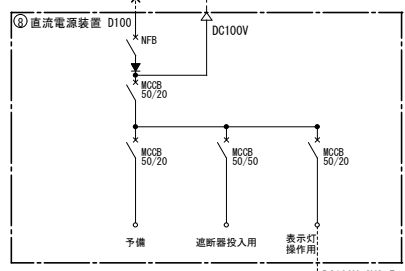 ⑧直流電源装置 D100
DC100V
NFB
MCCB
50/20
MCCB
50/20
MCCB
50/50
MCCB
50/20
予備
遮断器投入用
表示灯
操作用